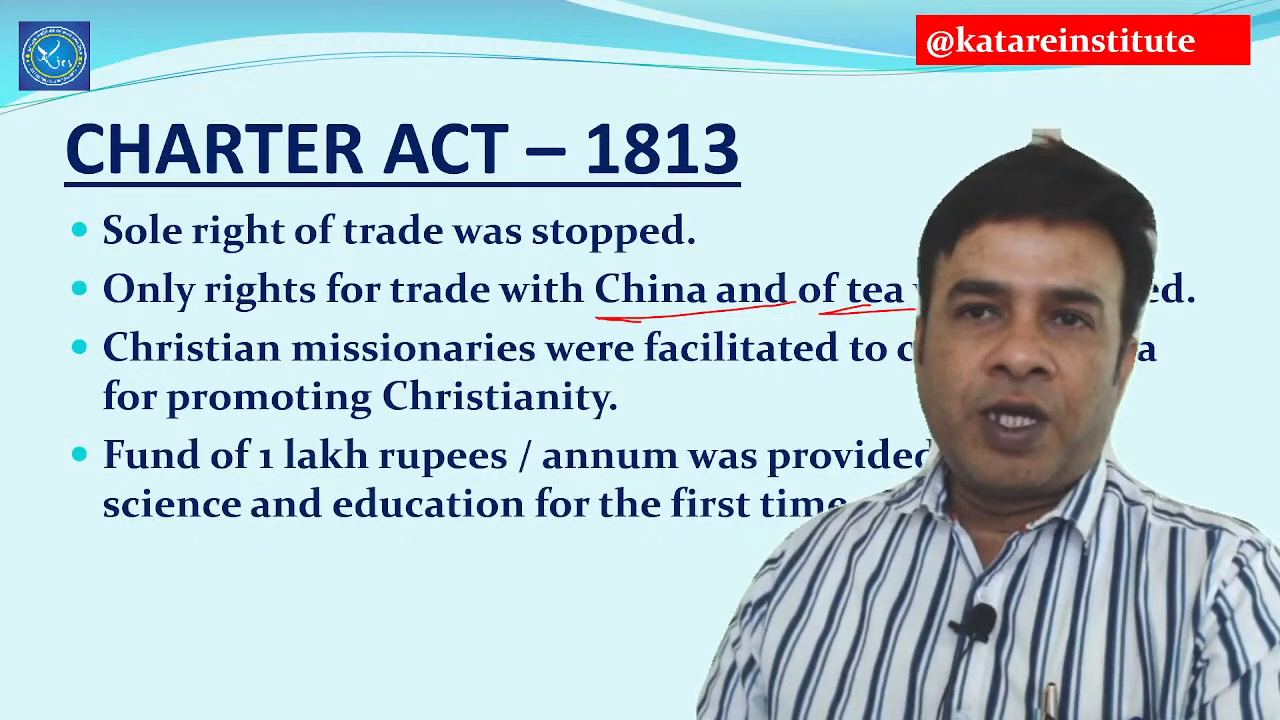 @katareinstitute
CHARTER ACT – 1813
• Sole right of trade was stopped.
• Only rights for trade with China and of tea
• Christian missionaries were facilitated to
for promoting Christianity.
• Fund of 1 lakh rupees / annum was provided
science and education for the first time